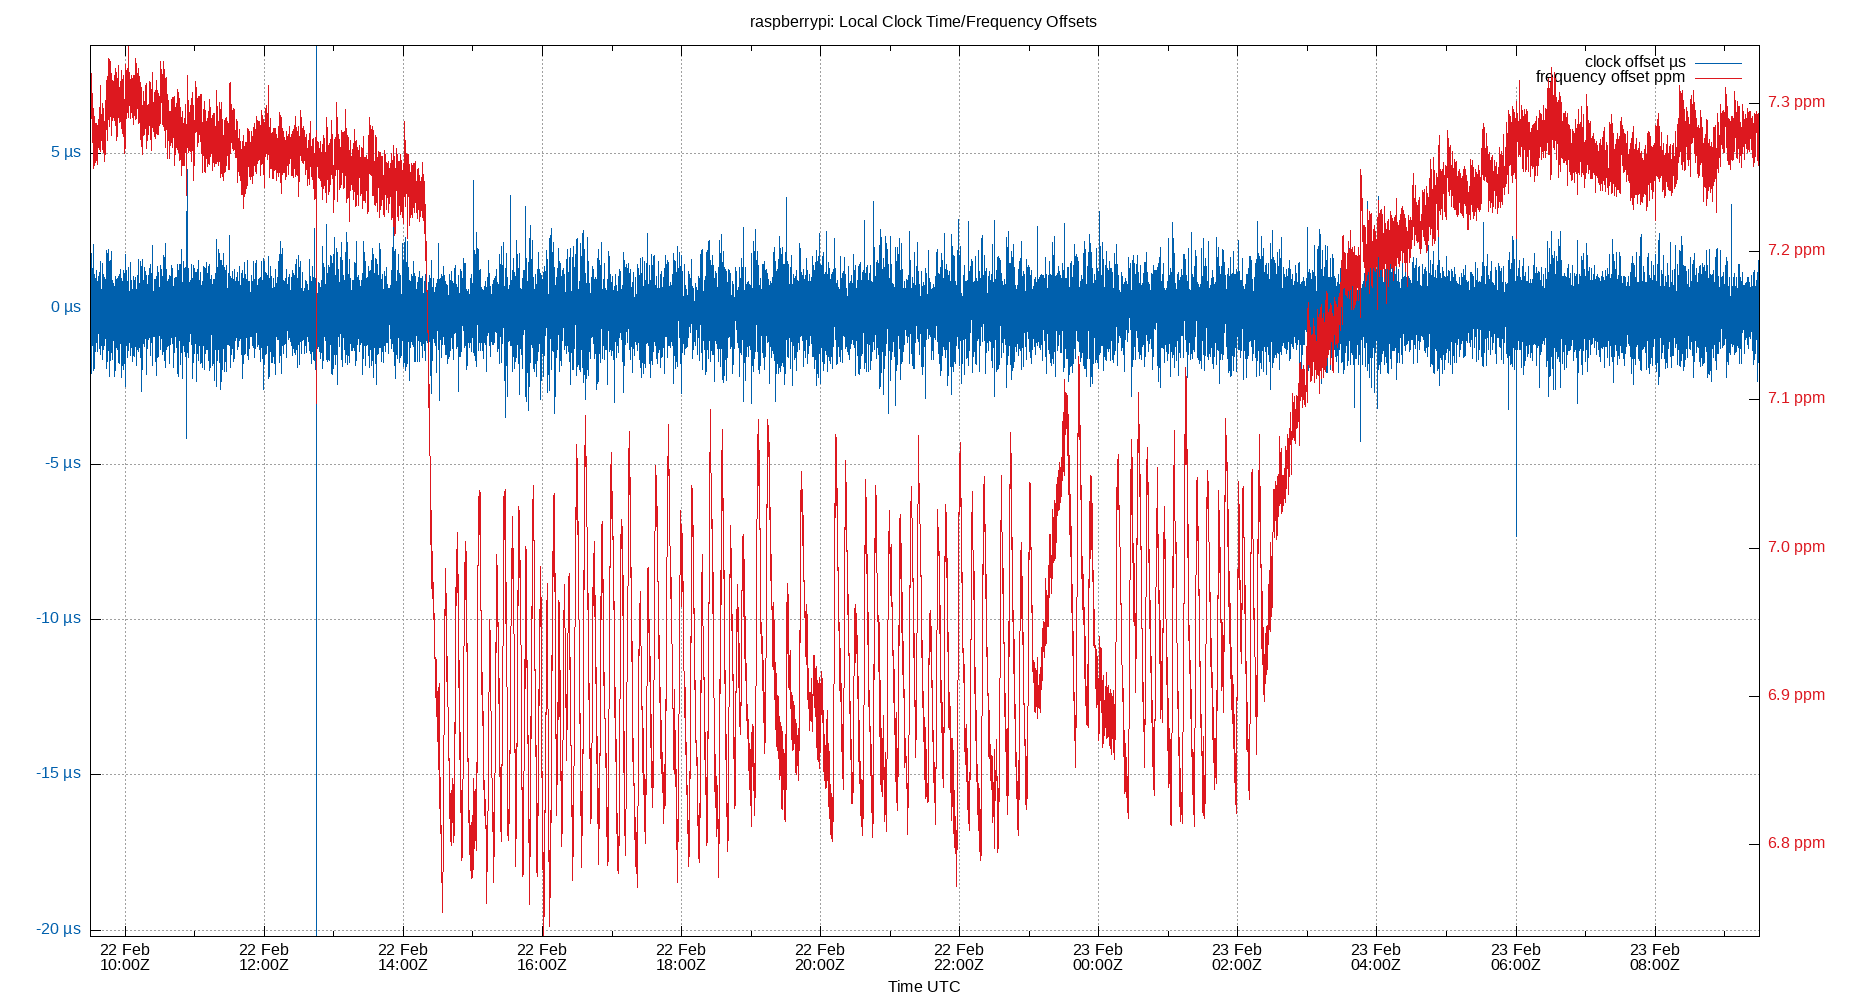 raspberrypi: Local Clock Time/Frequency Offsets
clock offset µs
frequency offset ppm
5 µs
0 µs
-5 µs
-10 µs
-15 µs
-20 µs
7.3 ppm
7.2 ppm
7.1 ppm
7.0 ppm
6.9 ppm
6.8 ppm
22 Feb
10:00Z
22 Feb
12:00Z
22 Feb
14:00Z
22 Feb
16:00Z
22 Feb
18:00Z
22 Feb
20:00Z
22 Feb
22:00Z
23 Feb
00:00Z
23 Feb
02:00Z
23 Feb
04:00Z
23 Feb
06:00Z
23 Feb
08:00Z
Time UTC